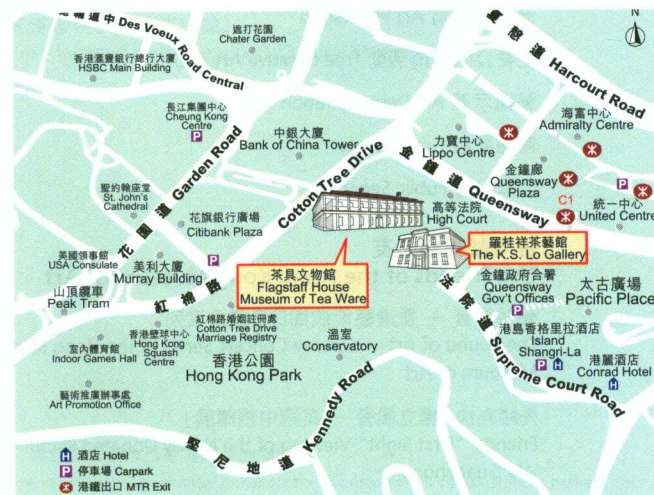 中 Des Voeux Road Central
遮打花園
Chater Garden
N
夏慤道 Harcourt Road
香港滙豐銀行總行大廈
HSBC Main Building
長江集團中心
Cheung Kong
Centre
P
中銀大廈
Bank of China Tower
力寶中心
Lippo Centre
海富中心
Admiralty Centre
金鐘道 Queensway
金鐘廊
Queensway
Plaza
C1
P
統一中心
United Centre
花園道 Garden Road
Cotton Tree Drive
聖約翰座堂
St. John's
Cathedral
花旗銀行廣場
Citibank Plaza
高等法院
High Court
羅桂祥茶藝館
The K.S. Lo Gallery
美國領事館
USA Consulate
美利大廈
Murray Building
P
茶具文物館
Flagstaff House
Museum of Tea Ware
金鐘政府合署
Queensway
Gov't Offices
P
太古廣場
Pacific Place
山頂纜車
Peak Tram
紅棉路
法院道 Supreme Court Road
香港壁球中心
Hong Kong
Squash
Centre
紅棉路婚姻註冊處
Cotton Tree Drive
Marriage Registry
溫室
Conservatory
港島香格里拉酒店
Island
Shangri-La
P H
港麗酒店
Conrad Hotel
H
室內體育館
Indoor Games Hall
香港公園
Hong Kong Park
藝術推廣辦事處
Art Promotion Office
堅尼地道 Kennedy Road
H 酒店 Hotel
P 停車場 Carpark
港鐵出口 MTR Exit